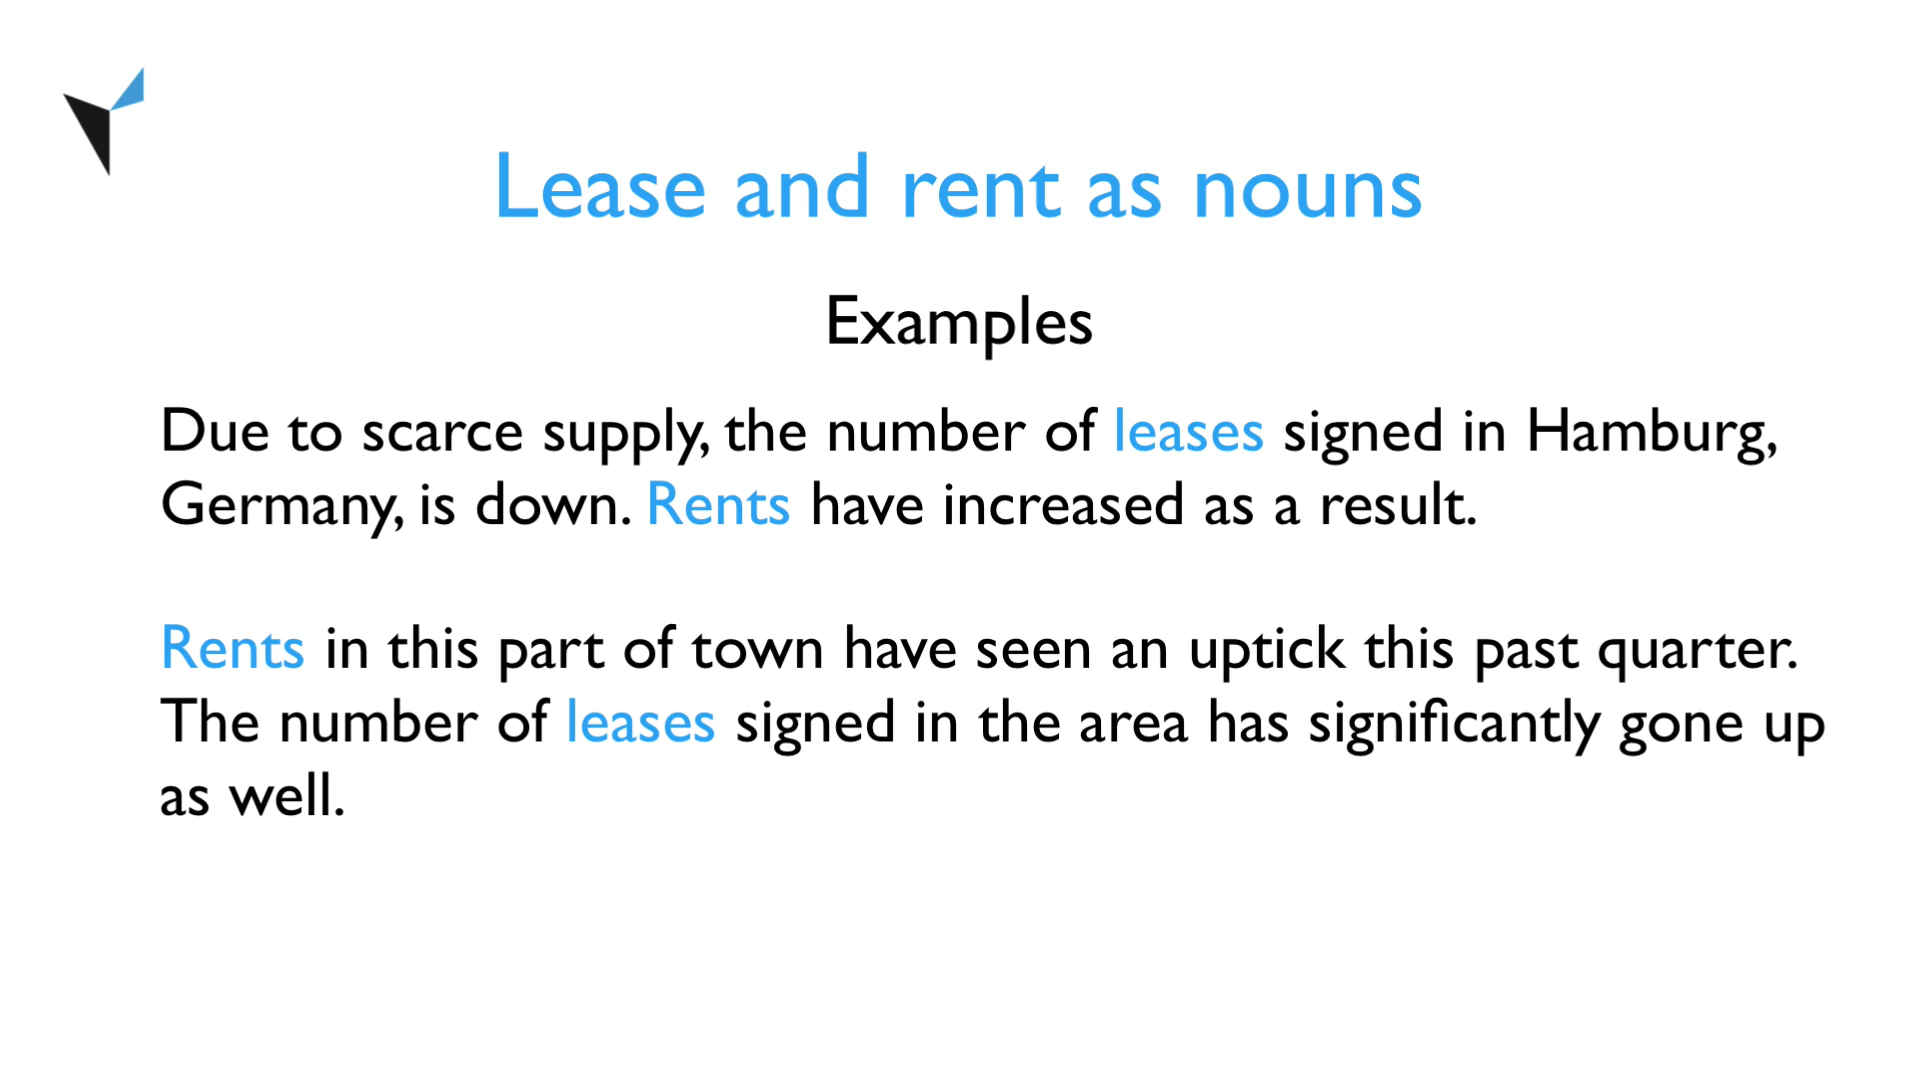 Lease and rent as nouns
Examples
Due to scarce supply, the number of leases signed in Hamburg,
Germany, is down. Rents have increased as a result.
Rents in this part of town have seen an uptick this past quarter.
The number of leases signed in the area has significantly gone up
as well.